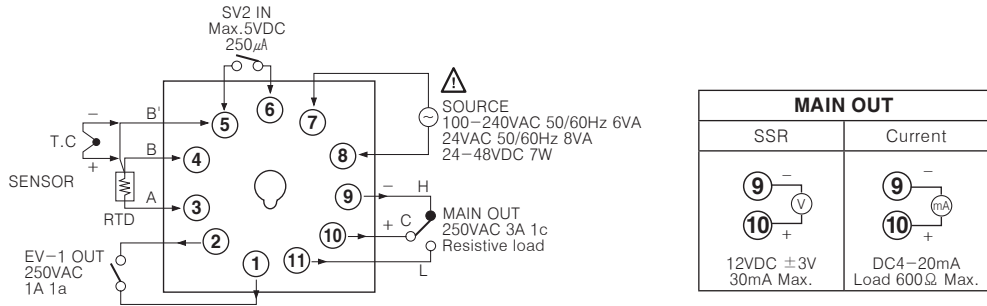 SV2 IN
Max.5VDC
250㎂
SOURCE
100-240VAC 50/60Hz 6VA
24VAC 50/60Hz 8VA
24-48VDC 7W
T.C
−
+
B'
B
A
SENSOR
RTD
5
6
7
4
8
3
9
2
10
1
11
− H
+ C
L
MAIN OUT
250VAC 3A 1c
Resistive load
EV-1 OUT
250VAC
1A 1a
MAIN OUT
SSR
Current
9 −
V
10 +
12VDC ±3V
30mA Max.
9 −
mA
10 +
DC4-20mA
Load 600Ω Max.